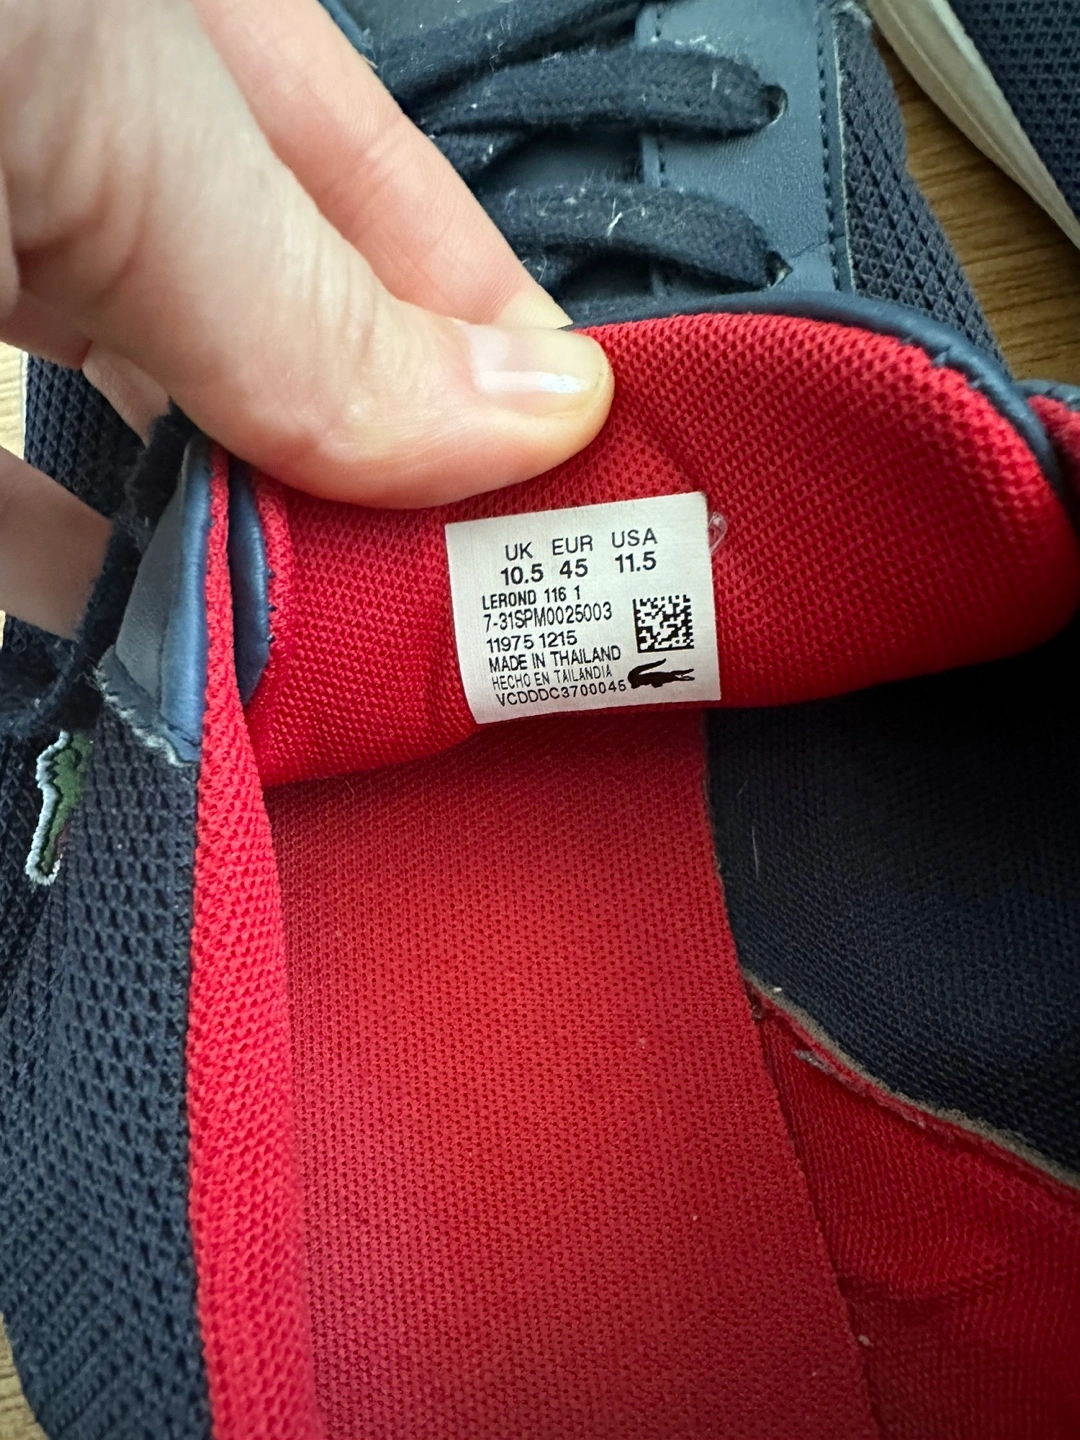 UK EUR USA
10.5 45 11.5
LEROND 116 1
7-31SPM0025003
11975 1215
MADE IN THAILAND
HECHO EN TAILANDIA
VCDDDC3700046